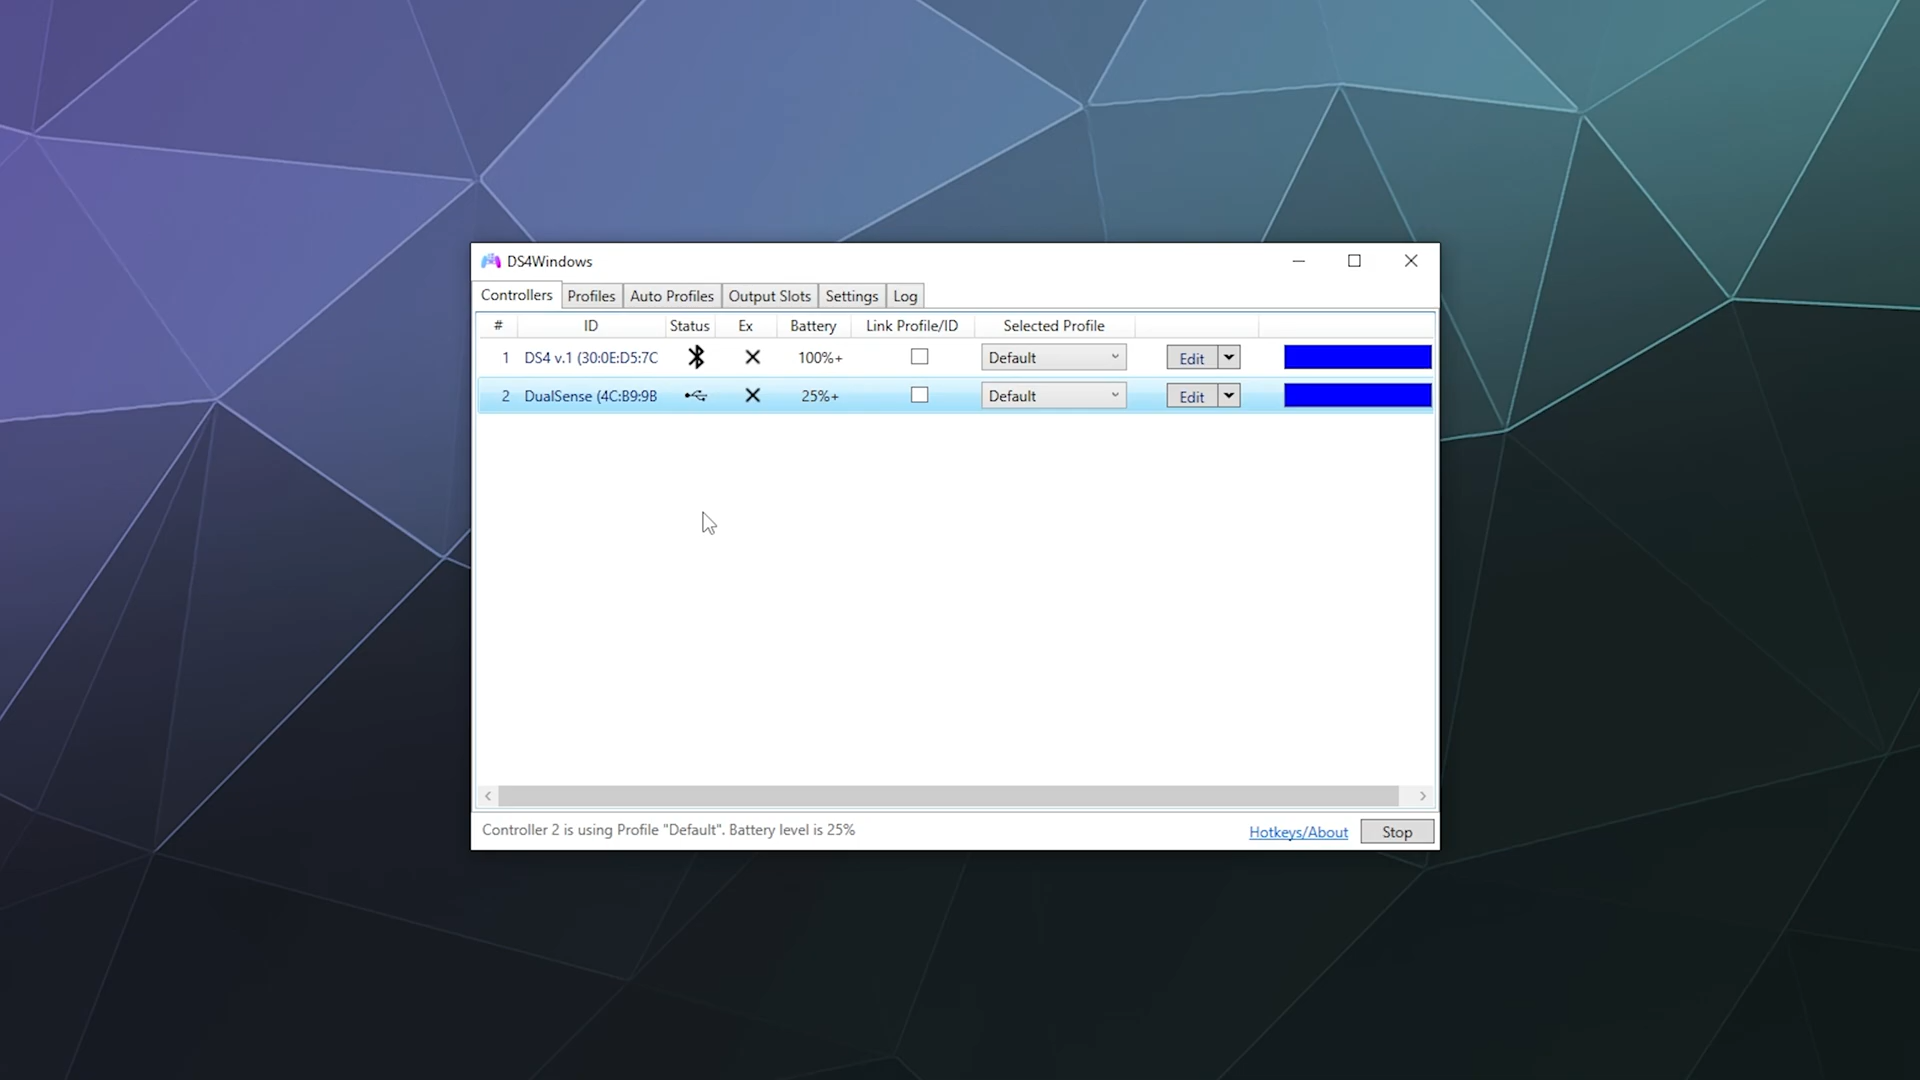 DS4Windows
Controllers Profiles Auto Profiles Output Slots Settings Log
# ID Status Ex Battery Link Profile/ID Selected Profile
1 DS4 v.1 (30:0E:D5:7C 100%+ Default Edit
2 DualSense (4C:B9:9B 25%+ Default Edit
Controller 2 is using Profile "Default". Battery level is 25% Hotkeys/About Stop